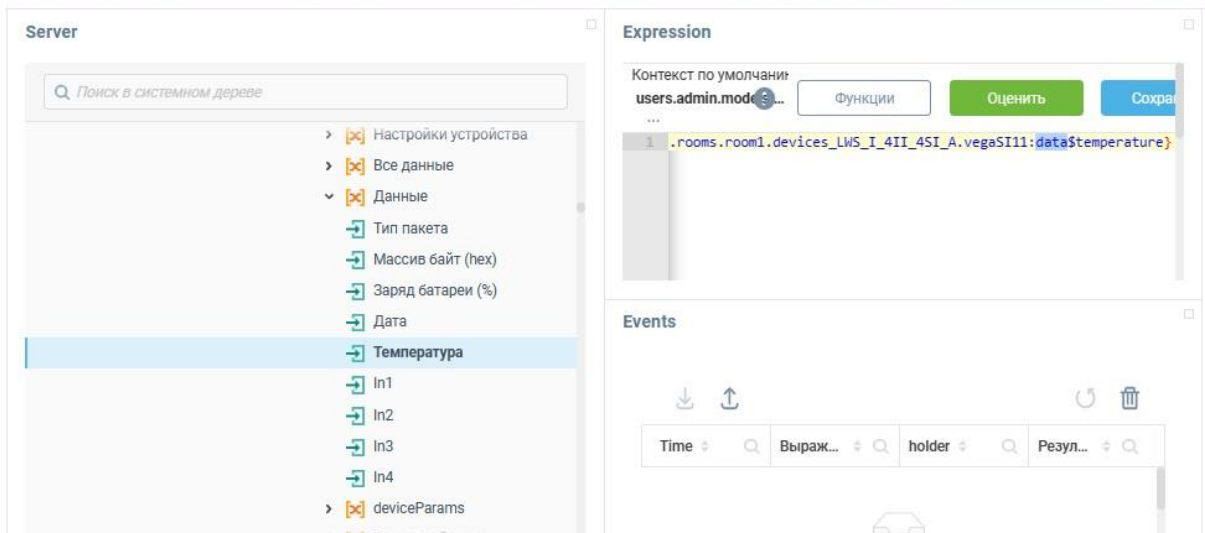 Server
Поиск в системном дереве
Настройки устройства
Все данные
Данные
Тип пакета
Массив байт (hex)
Заряд батареи (%)
Дата
Температура
In1
In2
In3
In4
deviceParams
Expression
Контекст по умолчани
users.admin.mode...
...
Функции
Оценить
Сохра
1 .rooms.room1.devices_LWS_I_4II_4SI_A.vegaSI11:data$temperature}
Events
Time Выраж... holder Резул...